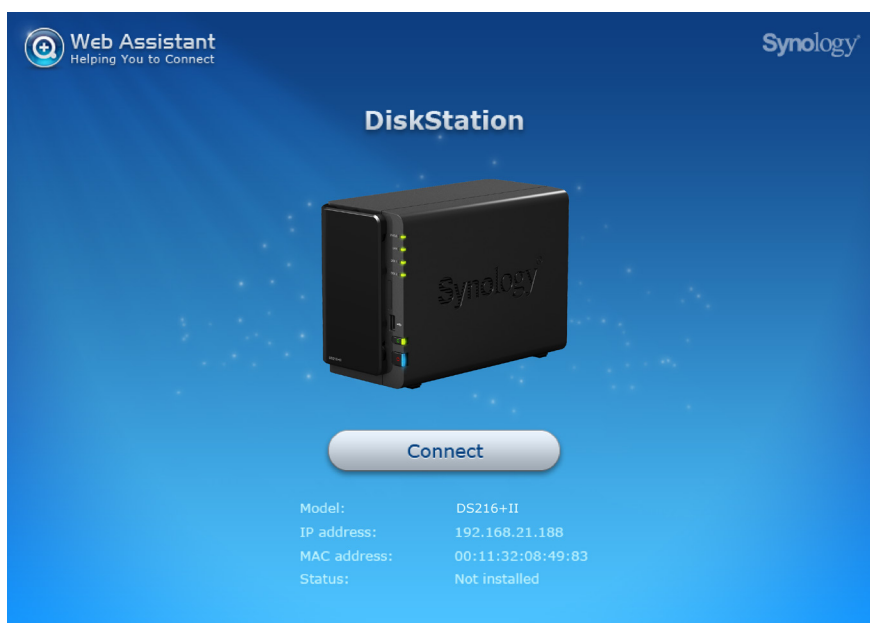 Web Assistant
Helping You to Connect
Synology
DiskStation
Synology
Connect
Model: DS216+II
IP address: 192.168.21.188
MAC address: 00:11:32:08:49:83
Status: Not installed